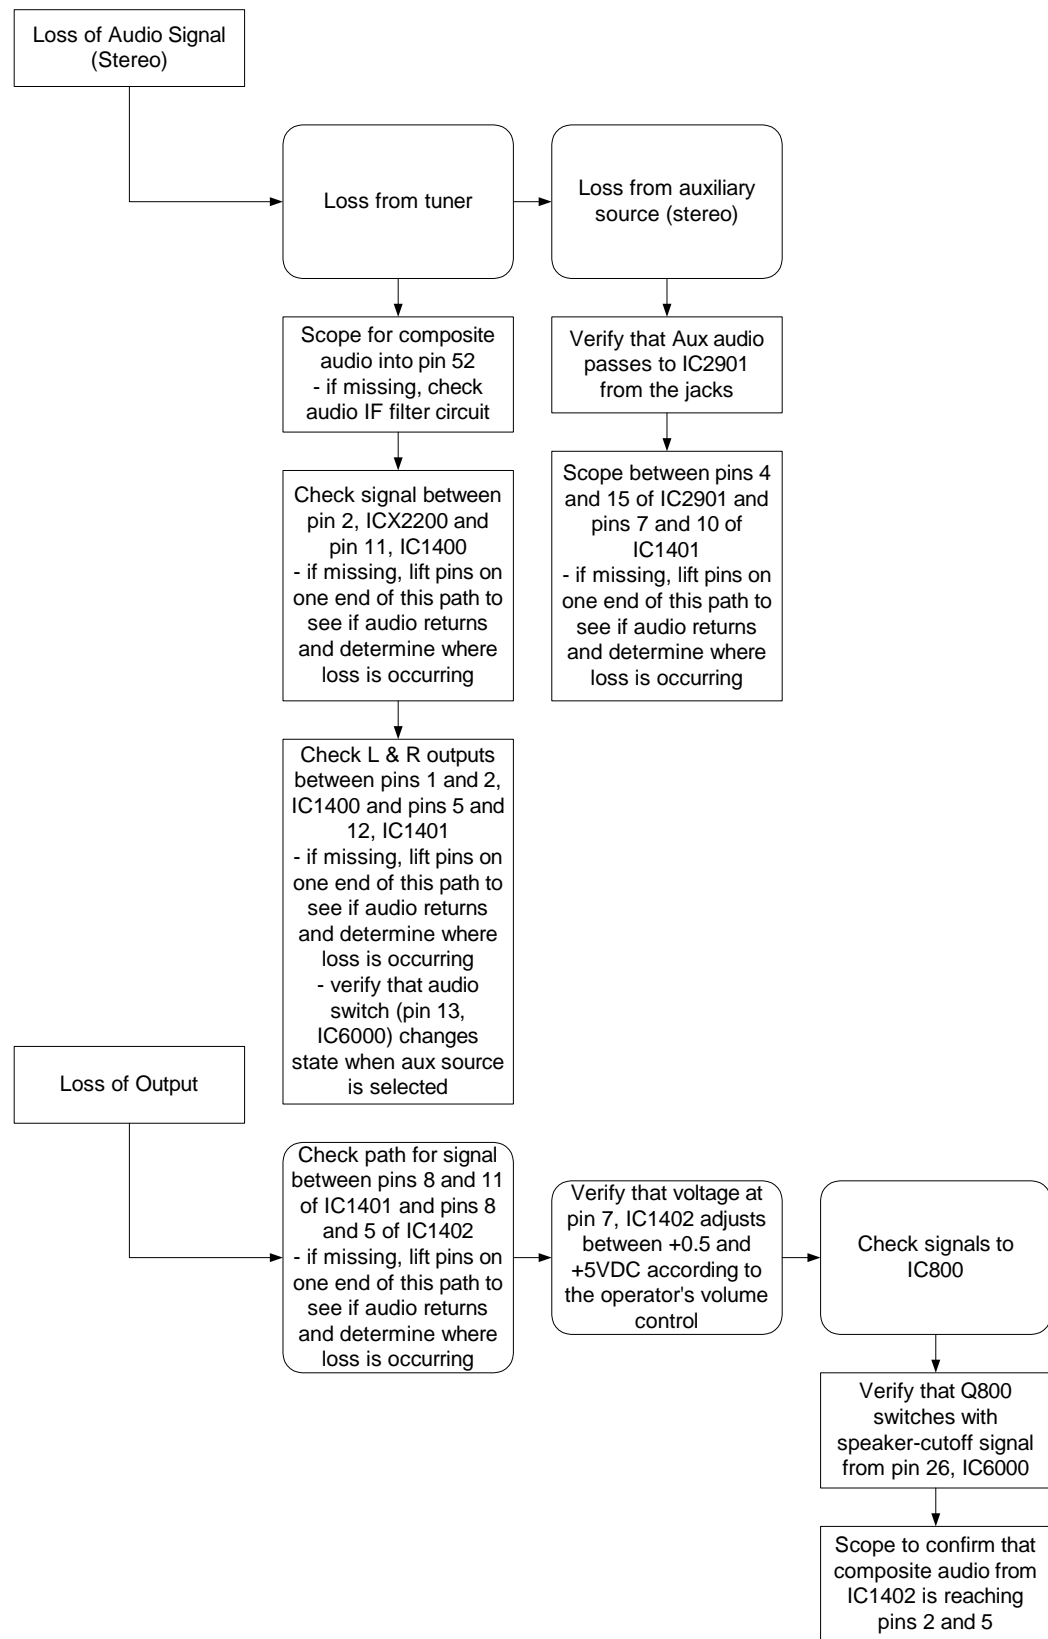 Loss of Audio Signal
(Stereo)
Loss from tuner
Loss from auxiliary
source (stereo)
Scope for composite
audio into pin 52
- if missing, check
audio IF filter circuit
Verify that Aux audio
passes to IC2901
from the jacks
Check signal between
pin 2, ICX2200 and
pin 11, IC1400
- if missing, lift pins on
one end of this path to
see if audio returns
and determine where
loss is occurring
Scope between pins 4
and 15 of IC2901 and
pins 7 and 10 of
IC1401
- if missing, lift pins on
one end of this path to
see if audio returns
and determine where
loss is occurring
Check L & R outputs
between pins 1 and 2,
IC1400 and pins 5 and
12, IC1401
- if missing, lift pins on
one end of this path to
see if audio returns
and determine where
loss is occurring
- verify that audio
switch (pin 13,
IC6000) changes
state when aux source
is selected
Loss of Output
Check path for signal
between pins 8 and 11
of IC1401 and pins 8
and 5 of IC1402
- if missing, lift pins on
one end of this path to
see if audio returns
and determine where
loss is occurring
Verify that voltage at
pin 7, IC1402 adjusts
between +0.5 and
+5VDC according to
the operator's volume
control
Check signals to
IC800
Verify that Q800
switches with
speaker-cutoff signal
from pin 26, IC6000
Scope to confirm that
composite audio from
IC1402 is reaching
pins 2 and 5